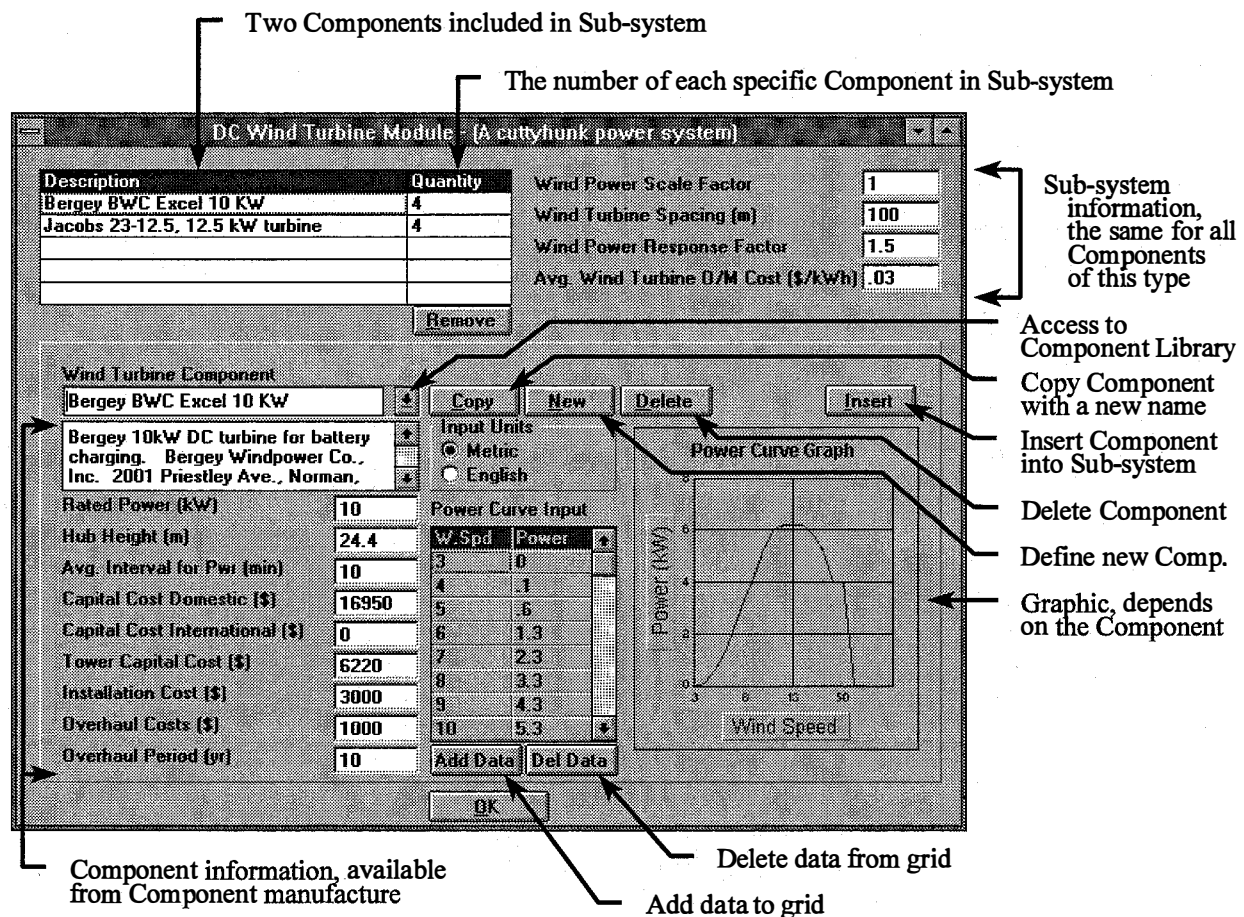 Two Components included in Sub-system
The number of each specific Component in Sub-system
DC Wind Turbine Module - (A cuttyhunk power system)
Description Quantity
Bergey BWC Excel 10 KW 4
Jacobs 23-12.5, 12.5 kW turbine 4
Remove
Wind Power Scale Factor 1
Wind Turbine Spacing (m) 100
Wind Power Response Factor 1.5
Avg. Wind Turbine O/M Cost ($/kWh) .03
Sub-system
information,
the same for all
Components
of this type
Access to
Component Library
Copy Component
with a new name
Insert Component
into Sub-system
Delete Component
Define new Comp.
Graphic, depends
on the Component
Wind Turbine Component
Bergey BWC Excel 10 KW
Copy New Delete Insert
Bergey 10kW DC turbine for battery
charging. Bergey Windpower Co.,
Inc. 2001 Priestley Ave., Norman,
Input Units
Metric
English
Rated Power (kW) 10
Hub Height (m) 24.4
Avg. Interval for Pwr (min) 10
Capital Cost Domestic ($) 16950
Capital Cost International ($) 0
Tower Capital Cost ($) 6220
Installation Cost ($) 3000
Overhaul Costs ($) 1000
Overhaul Period (yr) 10
Power Curve Input
W.Spd Power
3 0
4 .1
5 .6
6 1.3
7 2.3
8 3.3
9 4.3
10 5.3
Add Data Del Data
Power Curve Graph
Power (kW)
8
6
4
2
0
3 8 13 50
Wind Speed
OK
Component information, available
from Component manufacture
Delete data from grid
Add data to grid